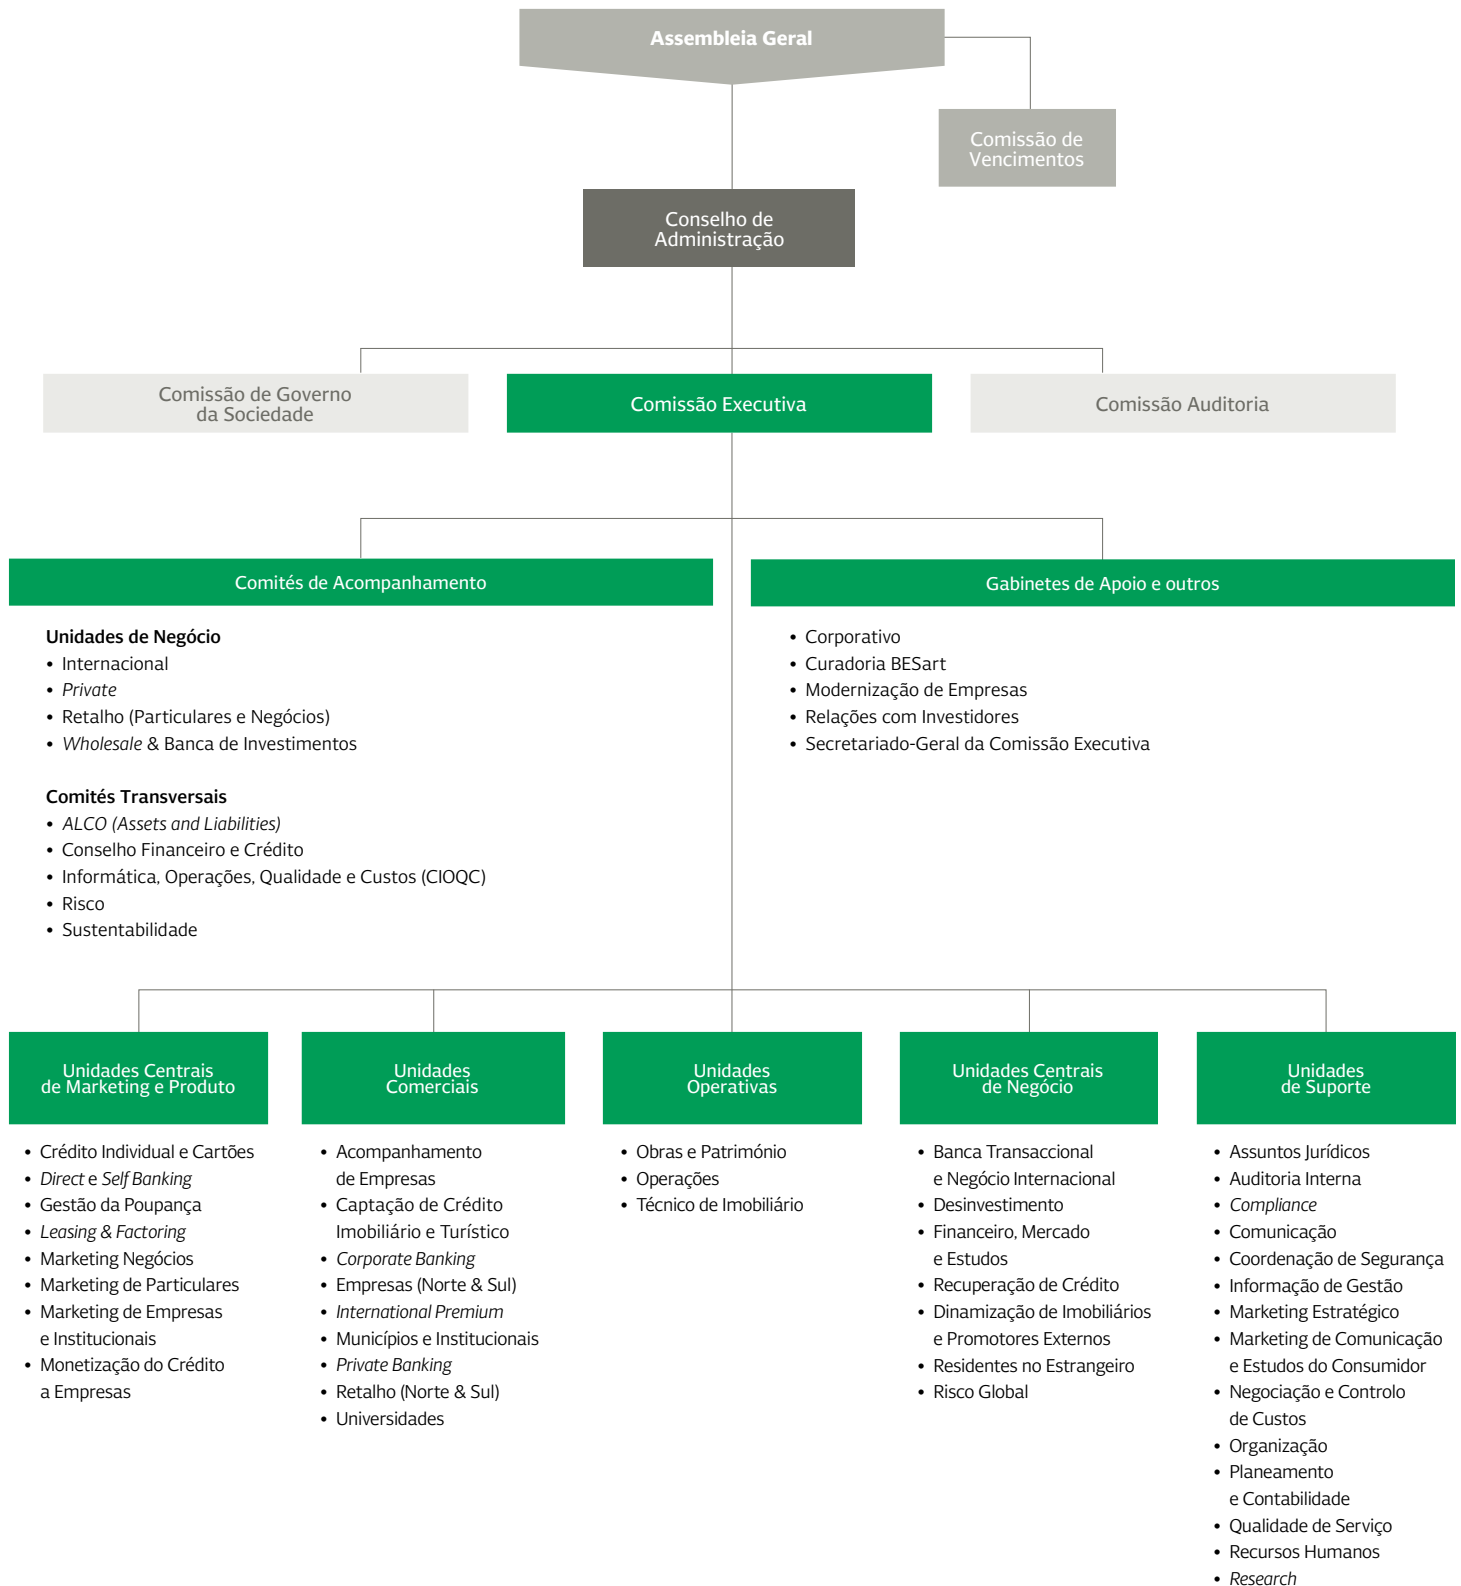 Assembleia Geral
Comissão de
Vencimentos
Conselho de
Administração
Comissão de Governo
da Sociedade
Comissão Executiva
Comissão Auditoria
Comités de Acompanhamento
Unidades de Negócio
• Internacional
• Private
• Retalho (Particulares e Negócios)
• Wholesale & Banca de Investimentos
Comités Transversais
• ALCO (Assets and Liabilities)
• Conselho Financeiro e Crédito
• Informática, Operações, Qualidade e Custos (CIOQC)
• Risco
• Sustentabilidade
Gabinetes de Apoio e outros
• Corporativo
• Curadoria BESart
• Modernização de Empresas
• Relações com Investidores
• Secretariado-Geral da Comissão Executiva
Unidades Centrais
de Marketing e Produto
• Crédito Individual e Cartões
• Direct e Self Banking
• Gestão da Poupança
• Leasing & Factoring
• Marketing Negócios
• Marketing de Particulares
• Marketing de Empresas
e Institucionais
• Monetização do Crédito
a Empresas
Unidades
Comerciais
• Acompanhamento
de Empresas
• Captação de Crédito
Imobiliário e Turístico
• Corporate Banking
• Empresas (Norte & Sul)
• International Premium
• Municípios e Institucionais
• Private Banking
• Retalho (Norte & Sul)
• Universidades
Unidades
Operativas
• Obras e Património
• Operações
• Técnico de Imobiliário
Unidades Centrais
de Negócio
• Banca Transaccional
e Negócio Internacional
• Desinvestimento
• Financeiro, Mercado
e Estudos
• Recuperação de Crédito
• Dinamização de Imobiliários
e Promotores Externos
• Residentes no Estrangeiro
• Risco Global
Unidades
de Suporte
• Assuntos Jurídicos
• Auditoria Interna
• Compliance
• Comunicação
• Coordenação de Segurança
• Informação de Gestão
• Marketing Estratégico
• Marketing de Comunicação
e Estudos do Consumidor
• Negociação e Controlo
de Custos
• Organização
• Planeamento
e Contabilidade
• Qualidade de Serviço
• Recursos Humanos
• Research